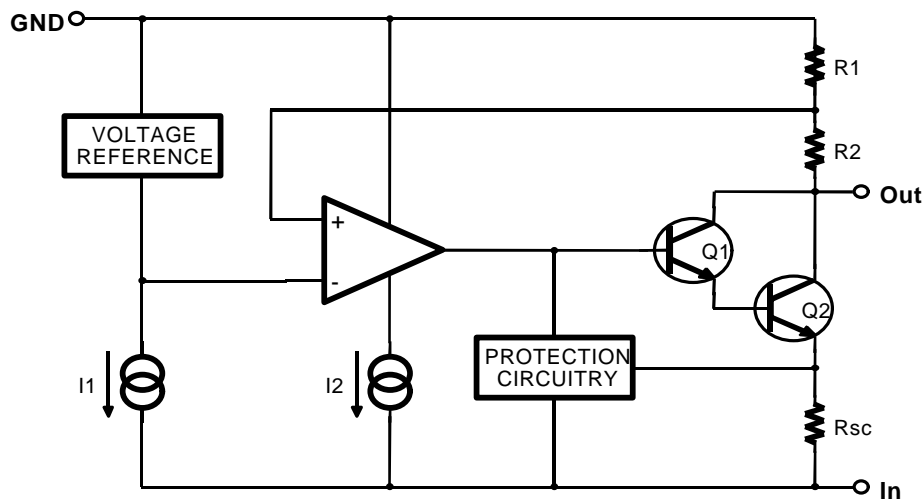 GND
R1
VOLTAGE
REFERENCE
R2
Out
+
Q1
-
Q2
PROTECTION
CIRCUITRY
I1
I2
Rsc
In